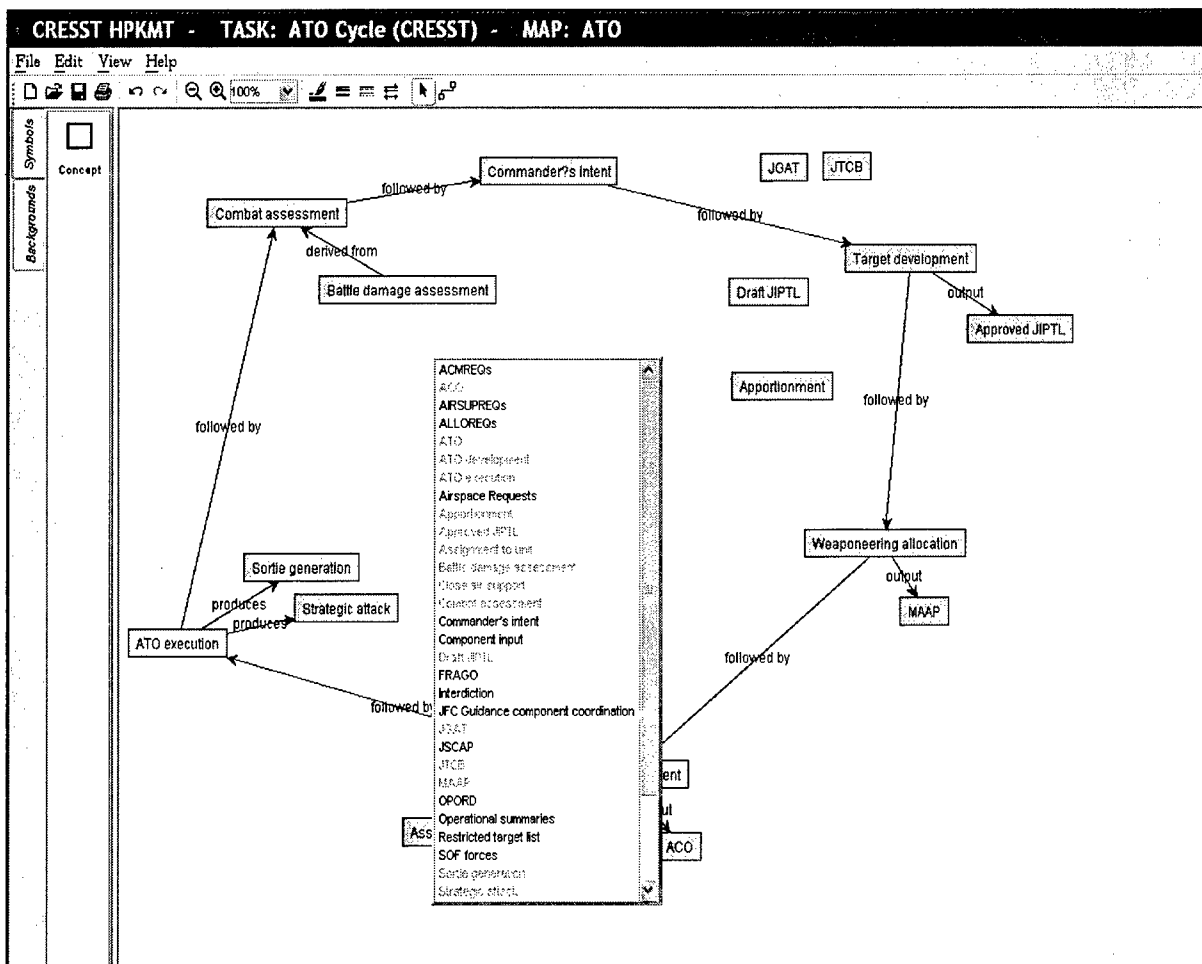 CRESST HPKMT - TASK: ATO Cycle (CRESST) - MAP: ATO
File Edit View Help
100%
Symbols
Backgrounds
Concept
Commander?s Intent
JGAT
JTCB
followed by
Combat assessment
followed by
derived from
Target development
Battle damage assessment
Draft JIPTL
output
Approved JIPTL
Apportionment
followed by
followed by
ACMREQs
ACO
AIRSUPREQs
ALLOREQs
ATO
ATO development
ATO execution
Airspace Requests
Apportionment
Approved JIPTL
Assignment to unit
Battle damage assessment
Close air support
Combat assessment
Commander's intent
Component input
Draft JIPTL
FRAGO
Interdiction
JFC Guidance component coordination
JGAT
JSCAP
JTCB
MAAP
OPORD
Operational summaries
Restricted target list
SOF forces
Sortie generation
Strategic attack
Weaponeering allocation
output
MAAP
Sortie generation
produces
Strategic attack
produces
ATO execution
followed by
followed by
ent
ut
Ass
ACO